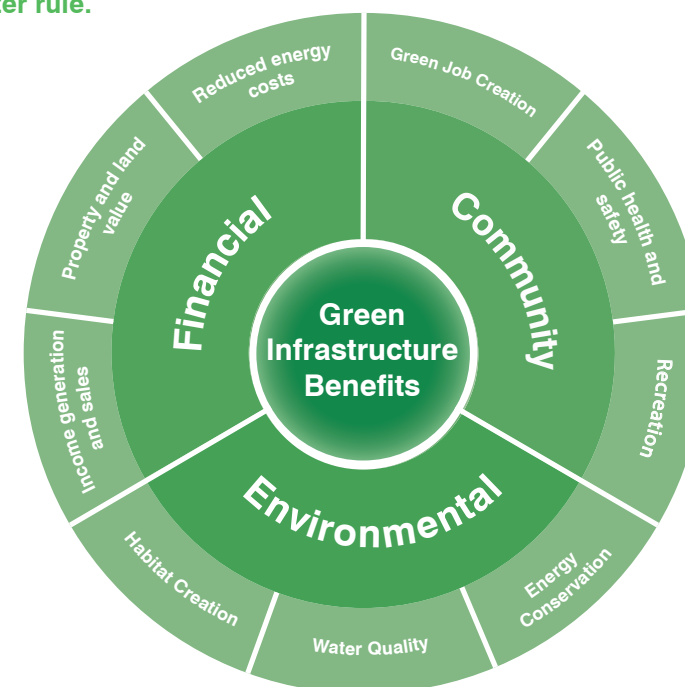 ter rule.
Reduced energy
costs
Green Job Creation
Property and land
value
Public health and
safety
Financial
Community
Green
Infrastructure
Benefits
Income generation
and sales
Recreation
Environmental
Habitat Creation
Water Quality
Energy
Conservation